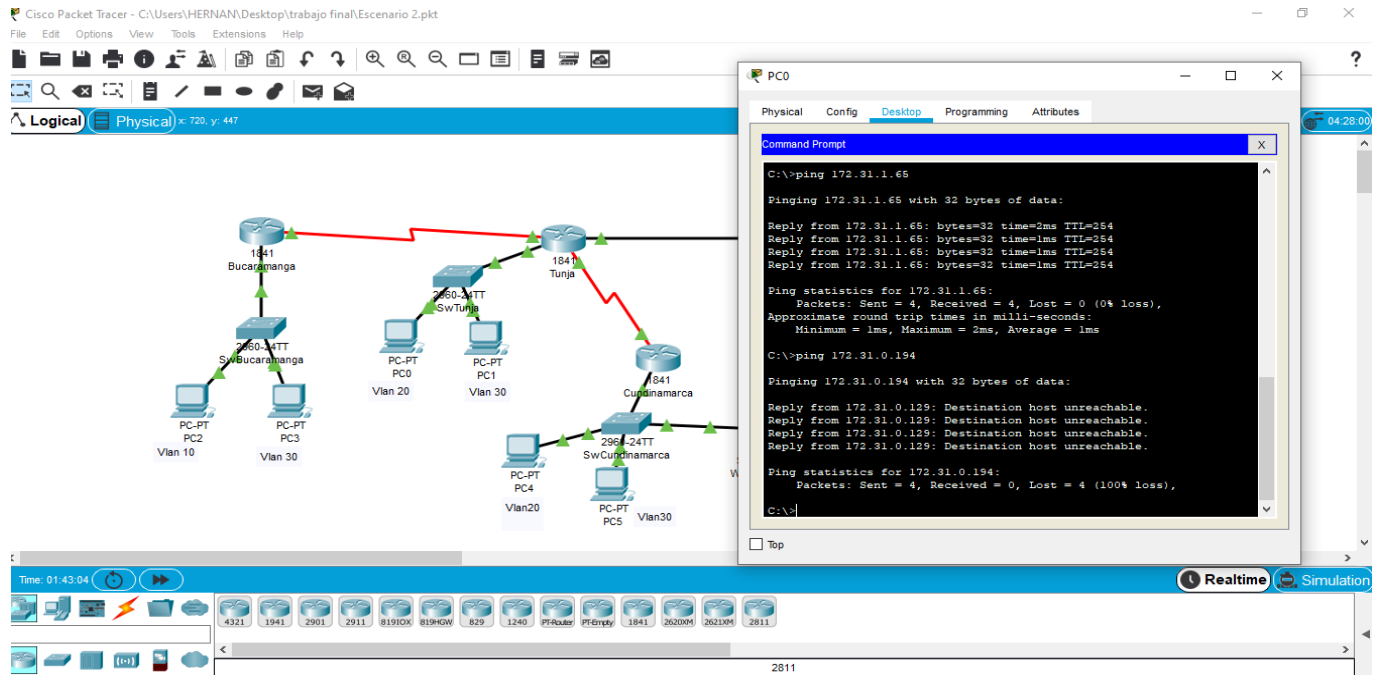 Cisco Packet Tracer - C:\Users\HERNAN\Desktop\trabajo final\Escenario 2.pkt
File Edit Options View Tools Extensions Help
?
Logical Physical x: 720, y: 447
04:28:00
1841
Bucaramanga
1841
Tunja
2960-24TT
SwTunja
2960-24TT
SwBucaramanga
PC-PT
PC0
PC-PT
PC1
Vlan 20
Vlan 30
1841
Cundinamarca
PC-PT
PC2
PC-PT
PC3
Vlan 10
Vlan 30
2960-24TT
SwCundinamarca
PC-PT
PC4
Vlan20
PC-PT
PC5
Vlan30
W
PC0
Physical Config Desktop Programming Attributes
Command Prompt X
C:\>ping 172.31.1.65
Pinging 172.31.1.65 with 32 bytes of data:
Reply from 172.31.1.65: bytes=32 time=2ms TTL=254
Reply from 172.31.1.65: bytes=32 time=1ms TTL=254
Reply from 172.31.1.65: bytes=32 time=1ms TTL=254
Reply from 172.31.1.65: bytes=32 time=1ms TTL=254
Ping statistics for 172.31.1.65:
Packets: Sent = 4, Received = 4, Lost = 0 (0% loss),
Approximate round trip times in milli-seconds:
Minimum = 1ms, Maximum = 2ms, Average = 1ms
C:\>ping 172.31.0.194
Pinging 172.31.0.194 with 32 bytes of data:
Reply from 172.31.0.129: Destination host unreachable.
Reply from 172.31.0.129: Destination host unreachable.
Reply from 172.31.0.129: Destination host unreachable.
Reply from 172.31.0.129: Destination host unreachable.
Ping statistics for 172.31.0.194:
Packets: Sent = 4, Received = 0, Lost = 4 (100% loss),
C:\>
Top
Time: 01:43:04
Realtime Simulation
4321 1941 2901 2911 819IOX 819HGW 829 1240 PT-Router PT-Empty 1841 2620XM 2621XM 2811
2811